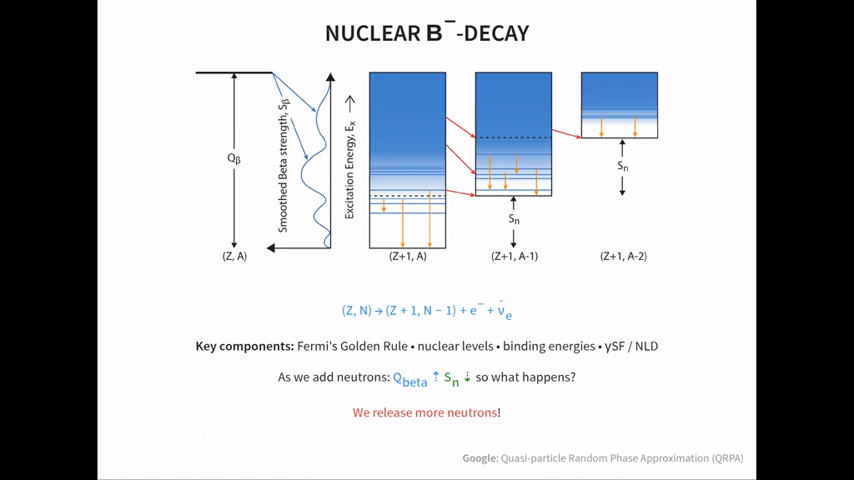 NUCLEAR B⁻-DECAY
Qβ
Smoothed Beta strength, Sβ
Excitation Energy, Eₓ
Sn
Sn
(Z, A)
(Z+1, A)
(Z+1, A-1)
(Z+1, A-2)
(Z, N) → (Z + 1, N − 1) + e⁻ + ν̄e
Key components: Fermi's Golden Rule • nuclear levels • binding energies • γSF / NLD
As we add neutrons: Qbeta ⇡ Sn ⇣ so what happens?
We release more neutrons!
Google: Quasi-particle Random Phase Approximation (QRPA)